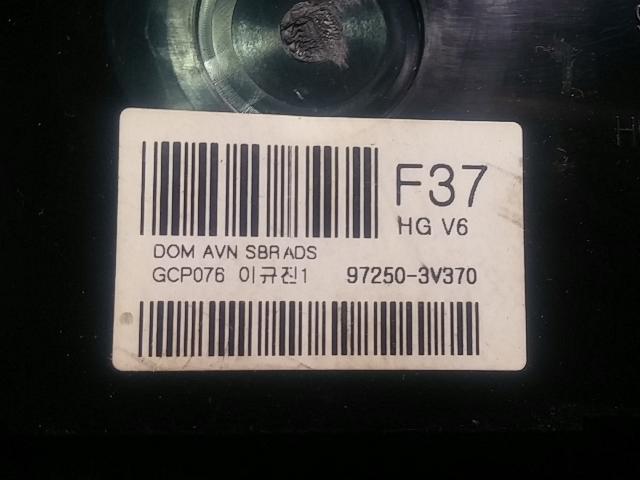 F37
HG V6
DOM AVN SBRADS
GCP076 이규진1 97250-3V370